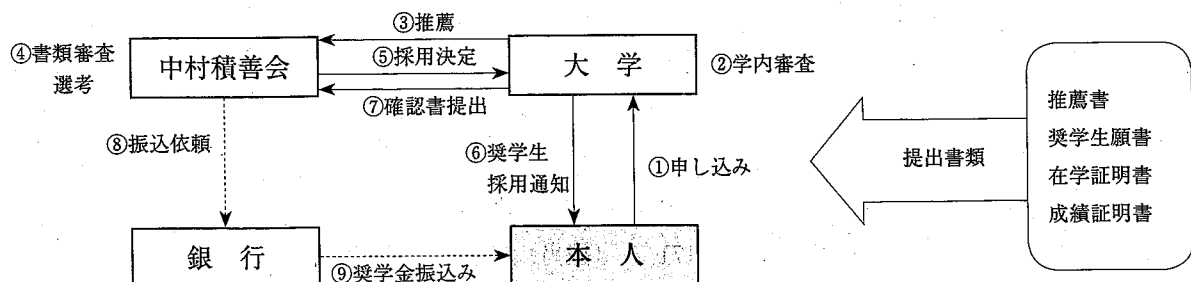 ③推薦
④書類審査
選考
中村積善会
⑤採用決定
大学
②学内審査
⑦確認書提出
推薦書
奨学生願書
在学証明書
成績証明書
提出書類
⑧振込依頼
⑥奨学生
採用通知
①申し込み
銀行
⑨奨学金振込み
本人